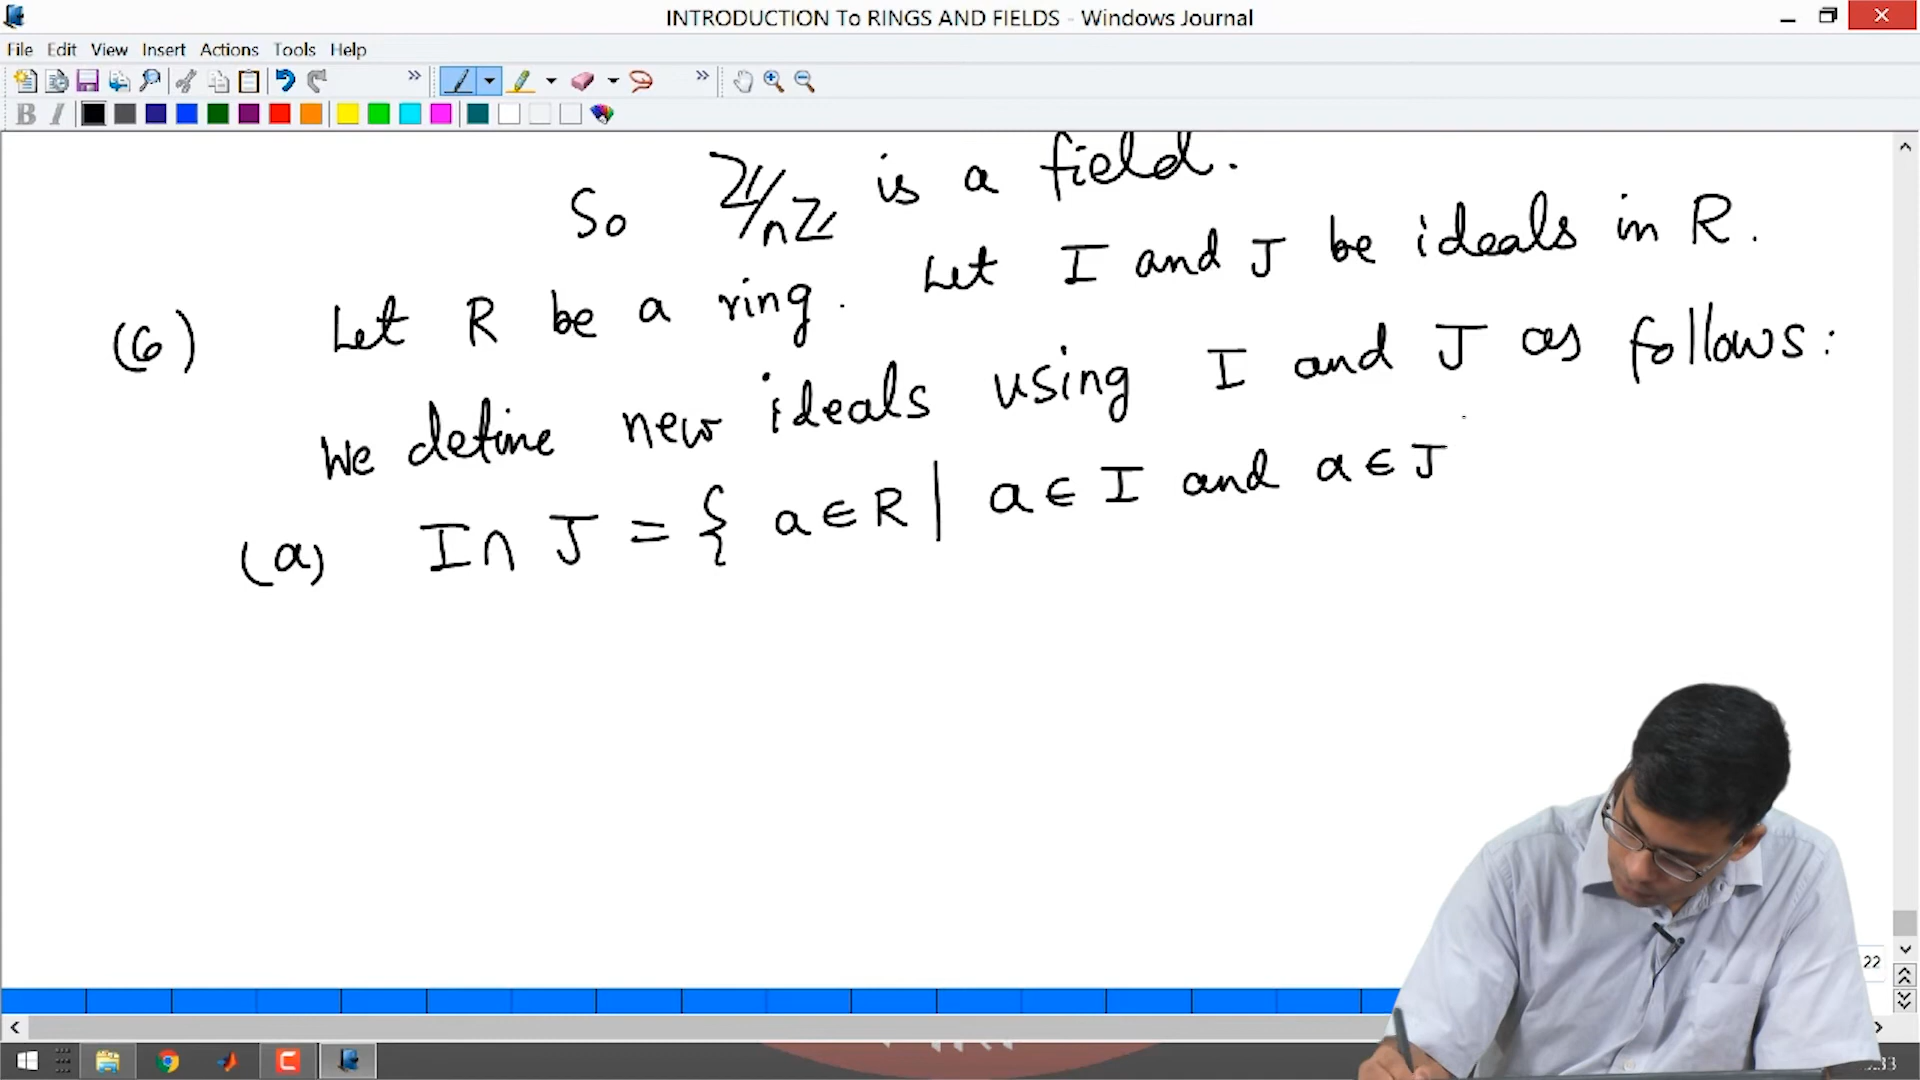 INTRODUCTION To RINGS AND FIELDS - Windows Journal
File Edit View Insert Actions Tools Help
B I
So ℤ/nℤ is a field.
(6) Let R be a ring. Let I and J be ideals in R.
We define new ideals using I and J as follows:
(a) I ∩ J = { a ∈ R | a ∈ I and a ∈ J
22